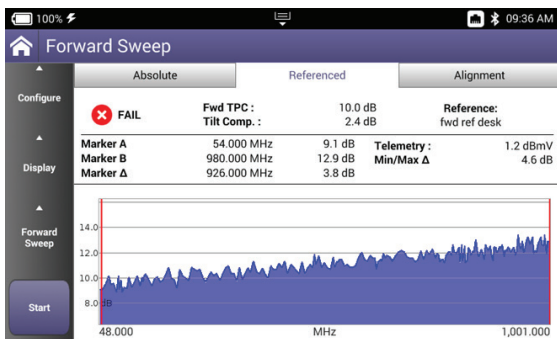 100%
09:36 AM
Forward Sweep
Absolute Referenced Alignment
Configure
Display
Forward
Sweep
Start
FAIL
Fwd TPC : 10.0 dB
Tilt Comp. : 2.4 dB
Reference:
fwd ref desk
Marker A 54.000 MHz 9.1 dB
Marker B 980.000 MHz 12.9 dB
Marker Δ 926.000 MHz 3.8 dB
Telemetry : 1.2 dBmV
Min/Max Δ 4.6 dB
14.0
12.0
10.0
8.0 dB
48.000 MHz 1,001.000